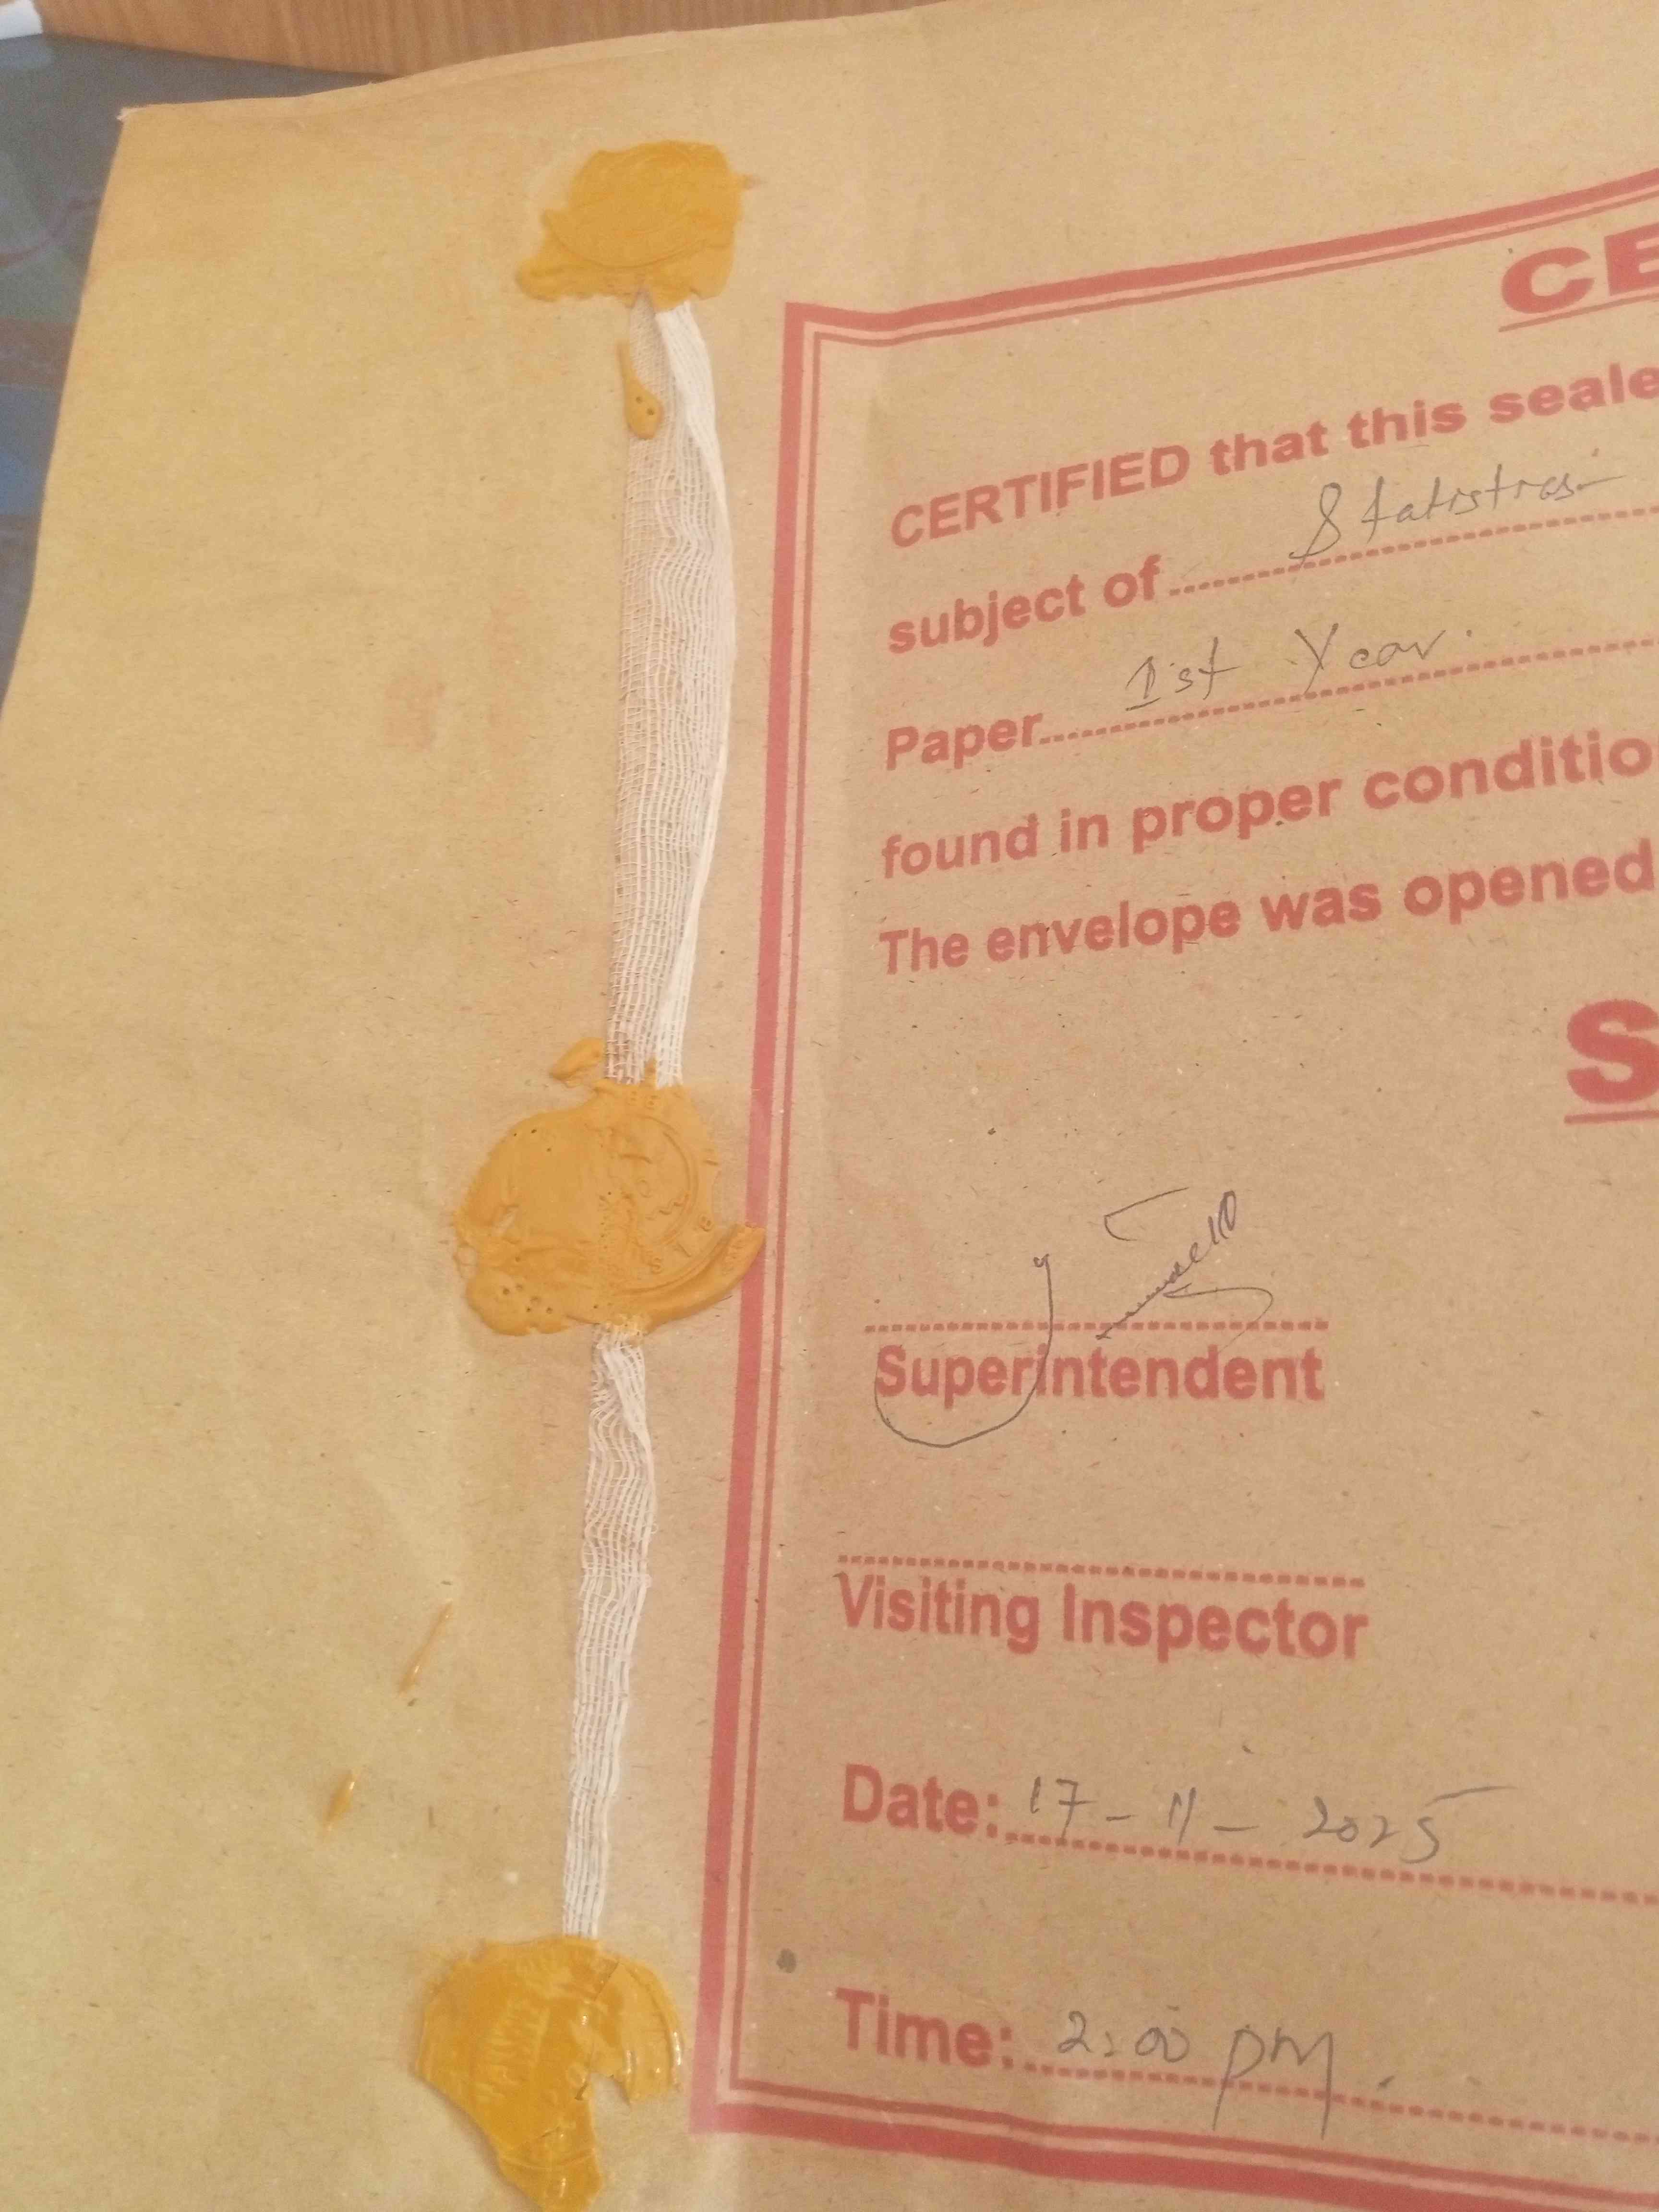 CE
CERTIFIED that this seale
subject of Statistics
Paper 1st Year.
found in proper conditio
The envelope was opened
S
Superintendent
Visiting Inspector
Date: 17-11-2025
Time: 2:00 pm.